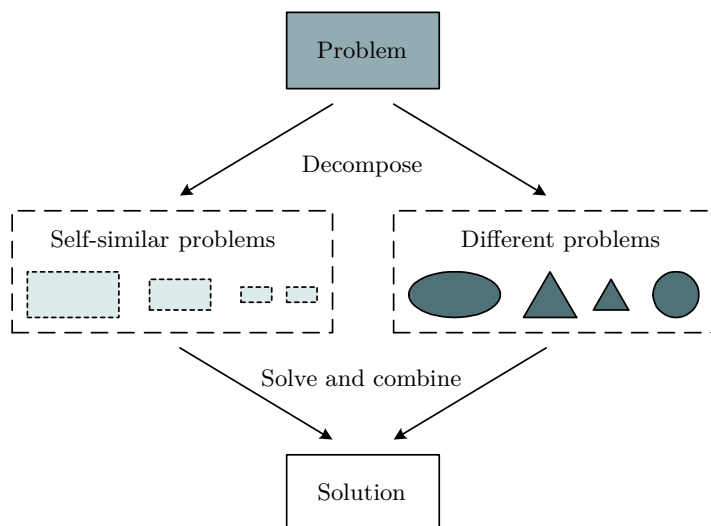 Problem
Decompose
Self-similar problems
Different problems
Solve and combine
Solution